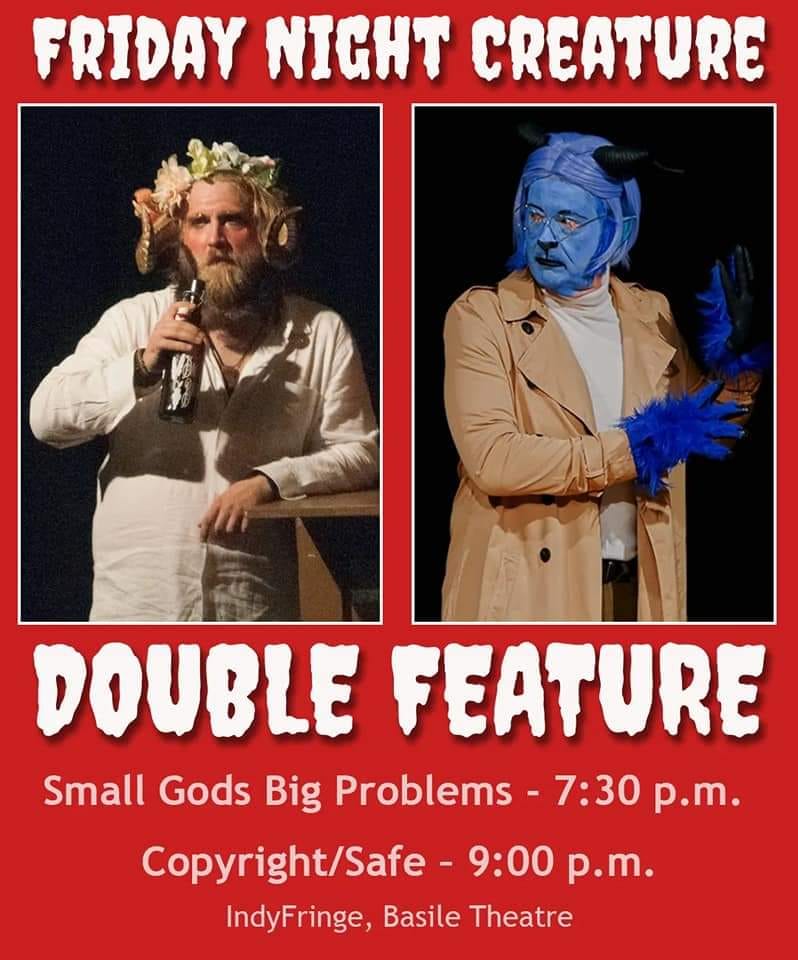 FRIDAY NIGHT CREATURE
DOUBLE FEATURE
Small Gods Big Problems - 7:30 p.m.
Copyright/Safe - 9:00 p.m.
IndyFringe, Basile Theatre